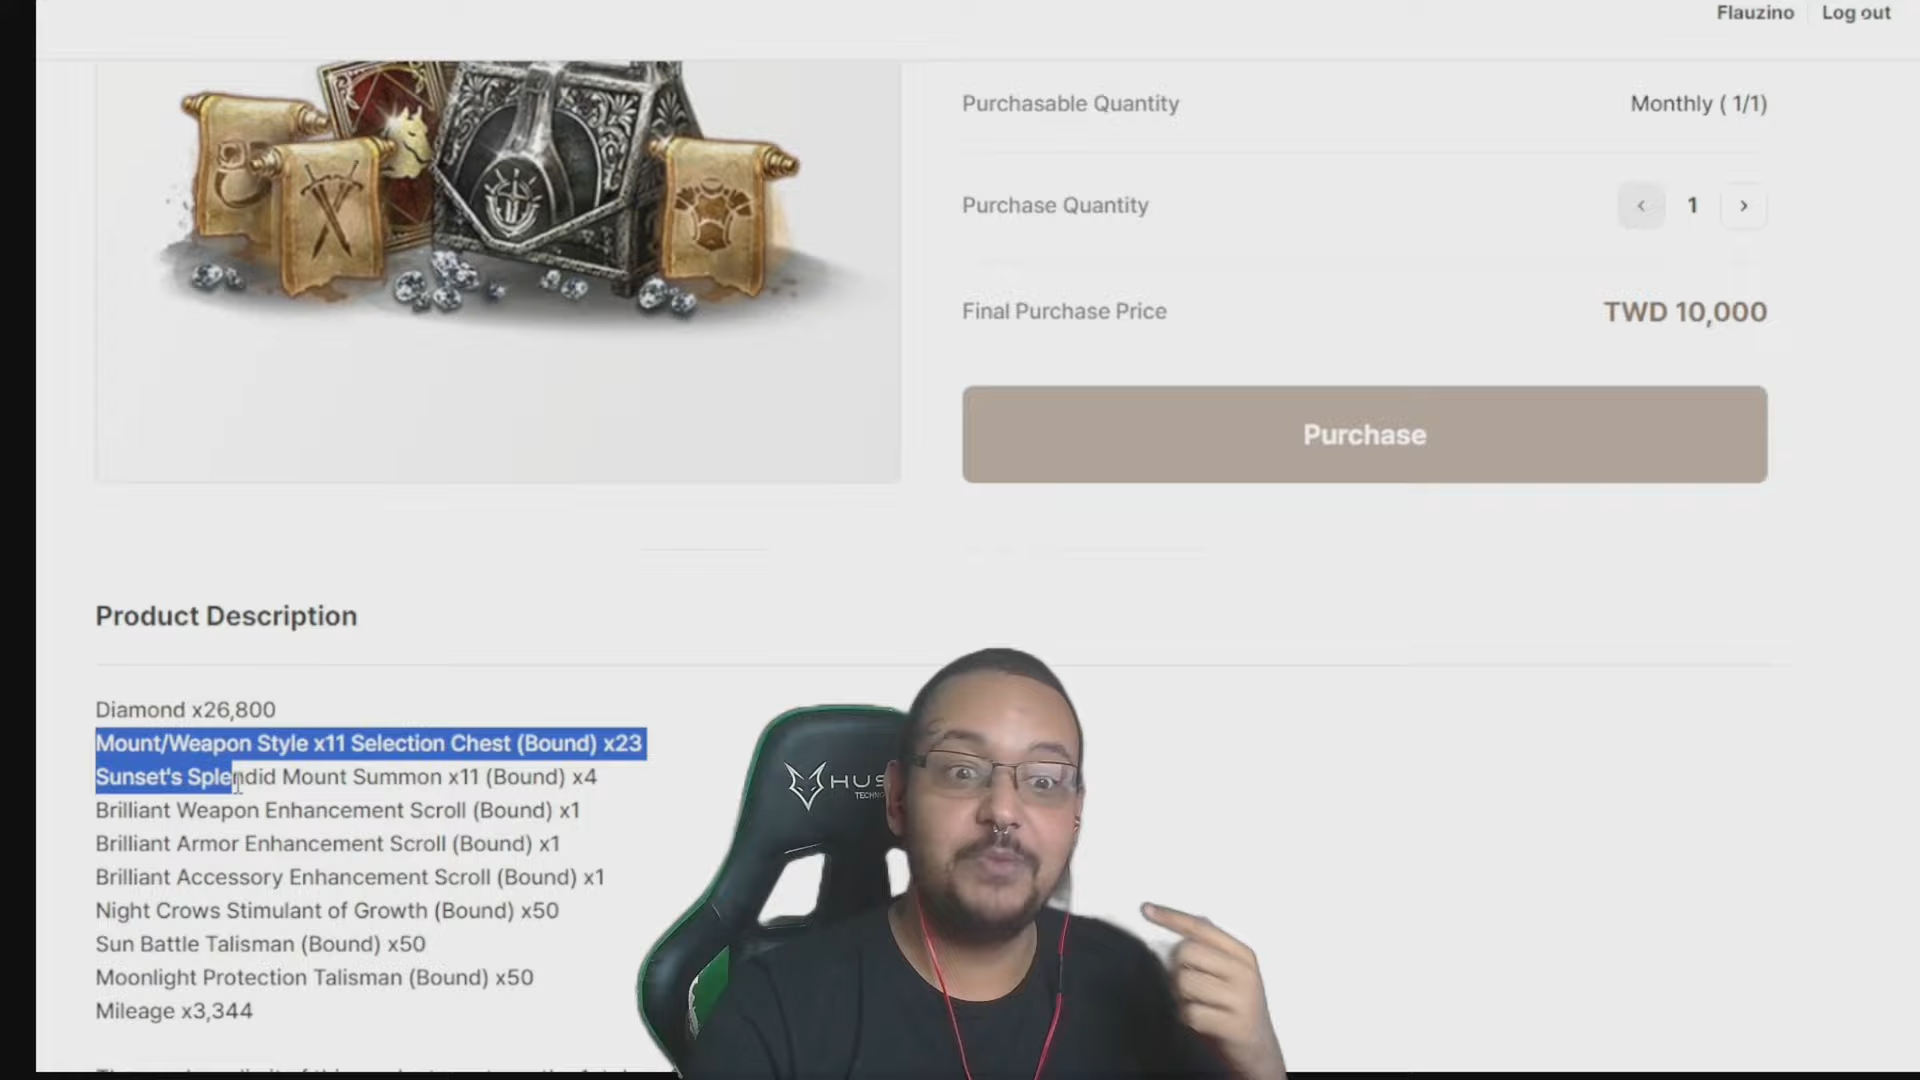 Flauzino
Log out
Purchasable Quantity
Monthly ( 1/1)
Purchase Quantity
1
Final Purchase Price
TWD 10,000
Purchase
Product Description
Diamond x26,800
Mount/Weapon Style x11 Selection Chest (Bound) x23
Sunset's Splendid Mount Summon x11 (Bound) x4
Brilliant Weapon Enhancement Scroll (Bound) x1
Brilliant Armor Enhancement Scroll (Bound) x1
Brilliant Accessory Enhancement Scroll (Bound) x1
Night Crows Stimulant of Growth (Bound) x50
Sun Battle Talisman (Bound) x50
Moonlight Protection Talisman (Bound) x50
Mileage x3,344